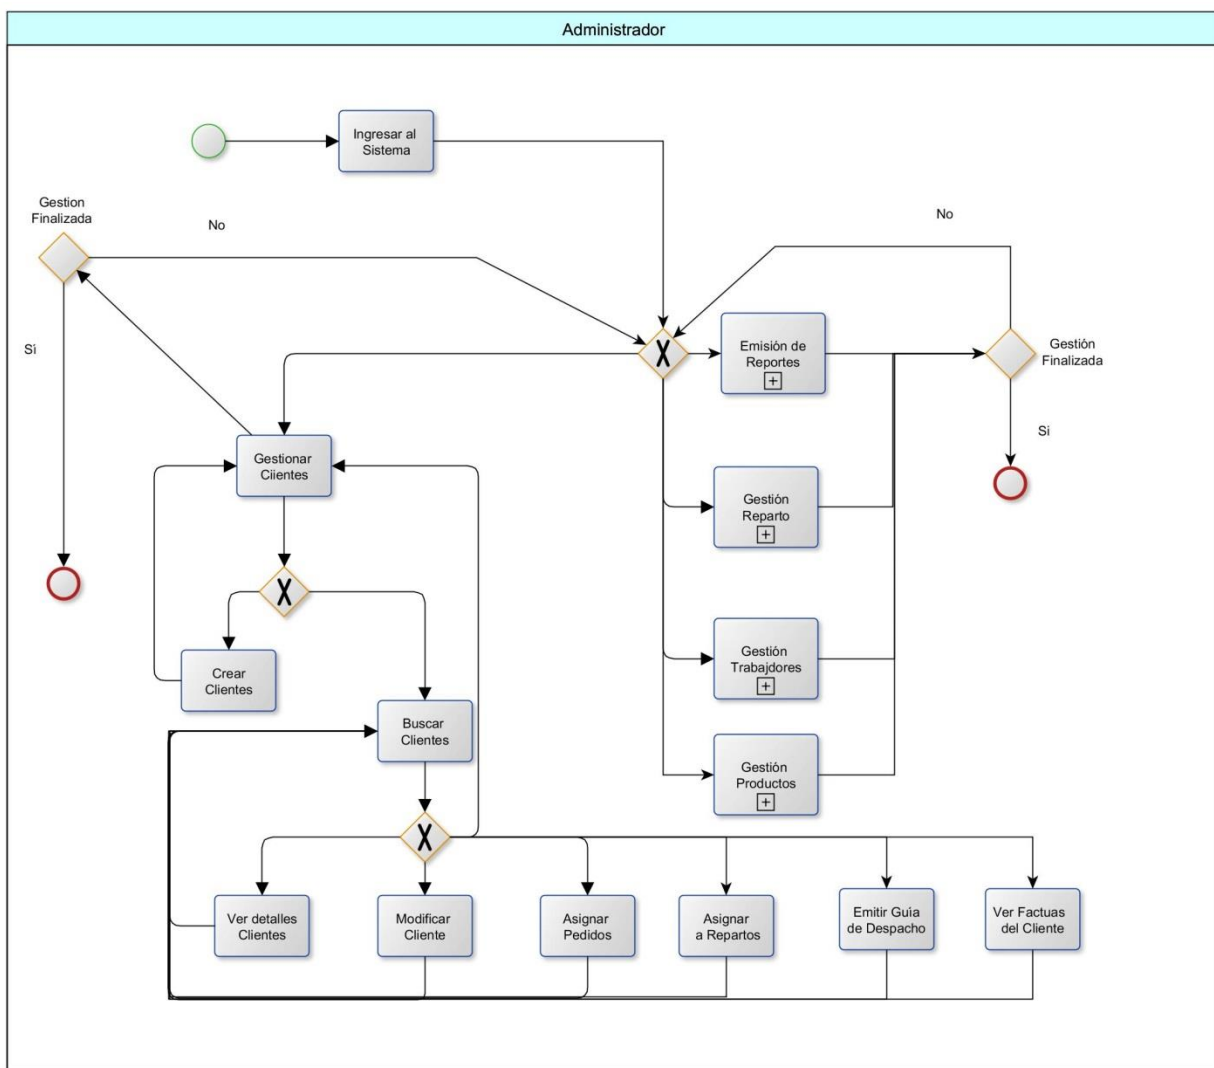 Administrador
Ingresar al
Sistema
Gestion
Finalizada
No
No
Sì
X
Emisión de
Reportes
Gestión
Finalizada
Si
Gestionar
Clientes
Gestión
Reparto
X
Crear
Clientes
Gestión
Trabajdores
Buscar
Clientes
Gestión
Productos
X
Ver detalles
Clientes
Modificar
Cliente
Asignar
Pedidos
Asignar
a Repartos
Emitir Guìa
de Despacho
Ver Factuas
del Cliente